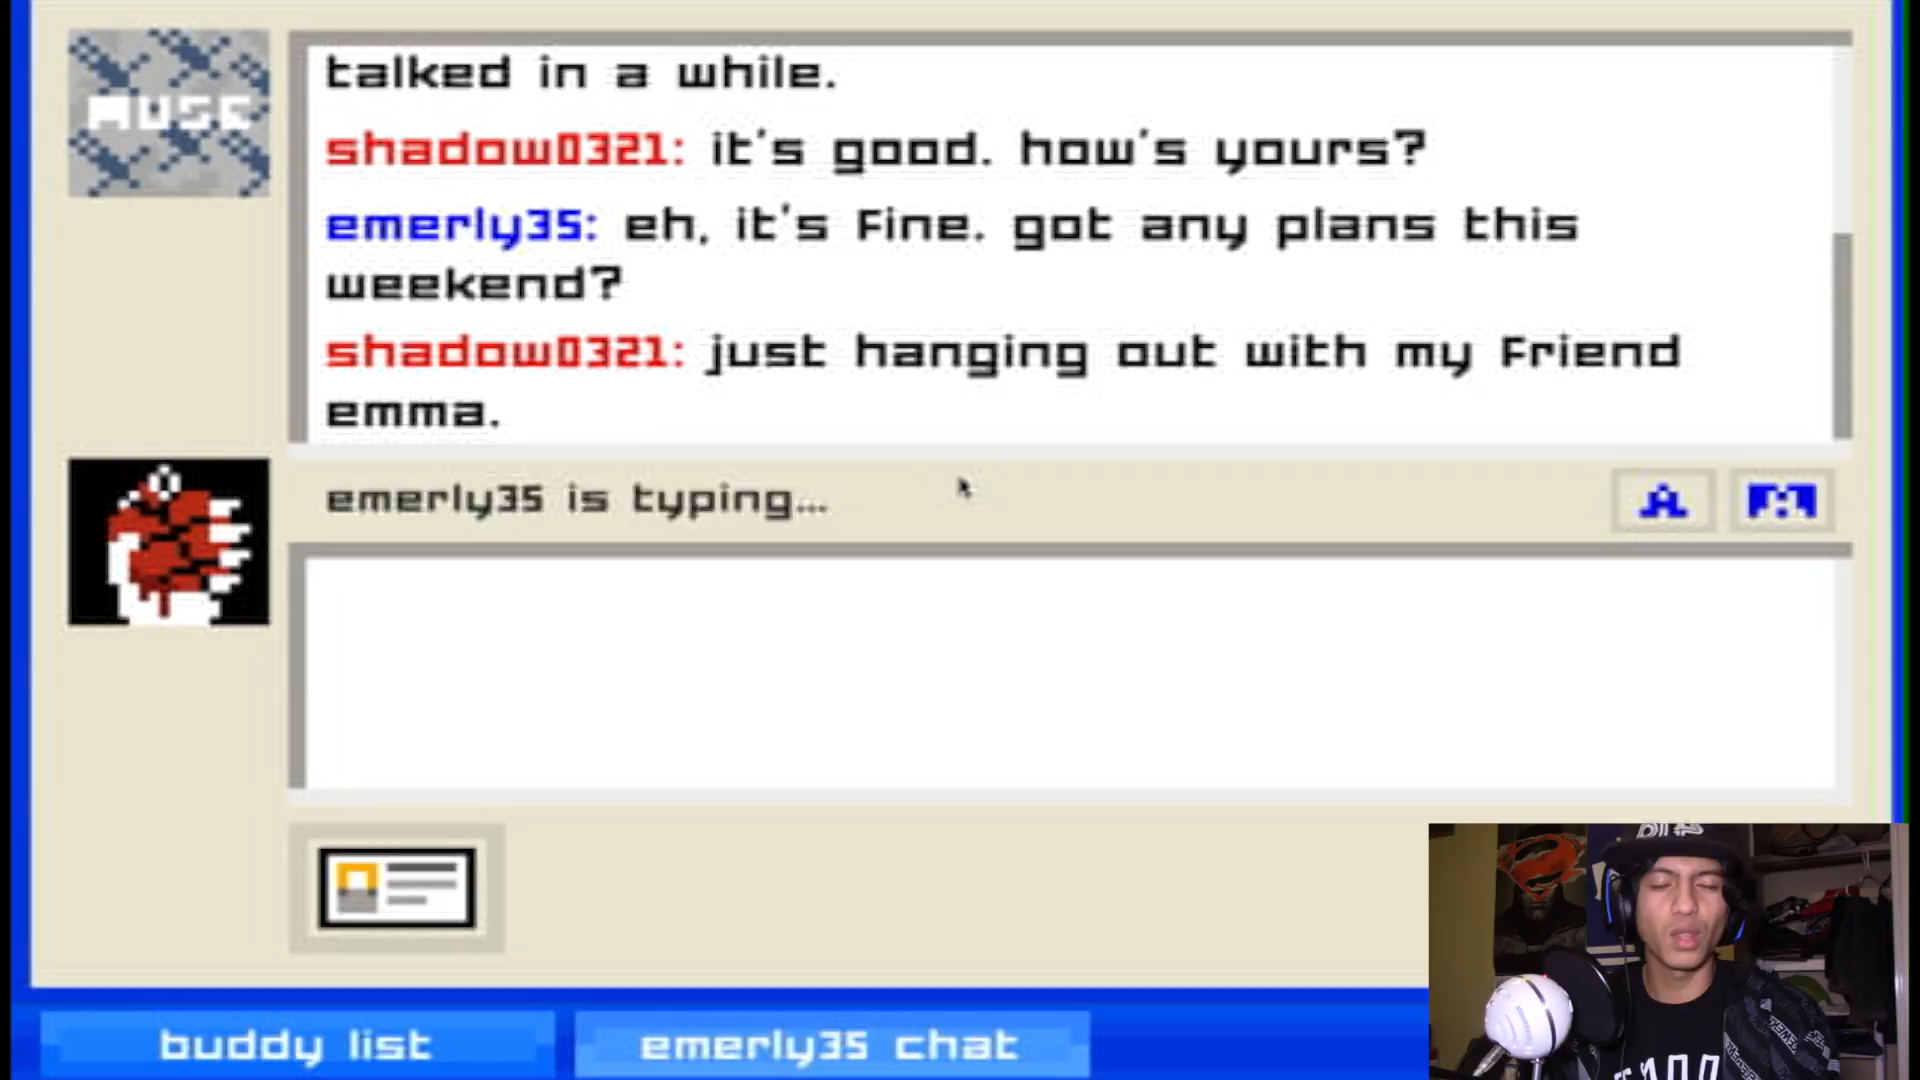 talked in a while.
MUSE
shadow0321: it's good. how's yours?
emerly35: eh, it's Fine. got any plans this
weekend?
shadow0321: just hanging out with my Friend
emma.
emerly35 is typing...
A
buddy list
emerly35 chat